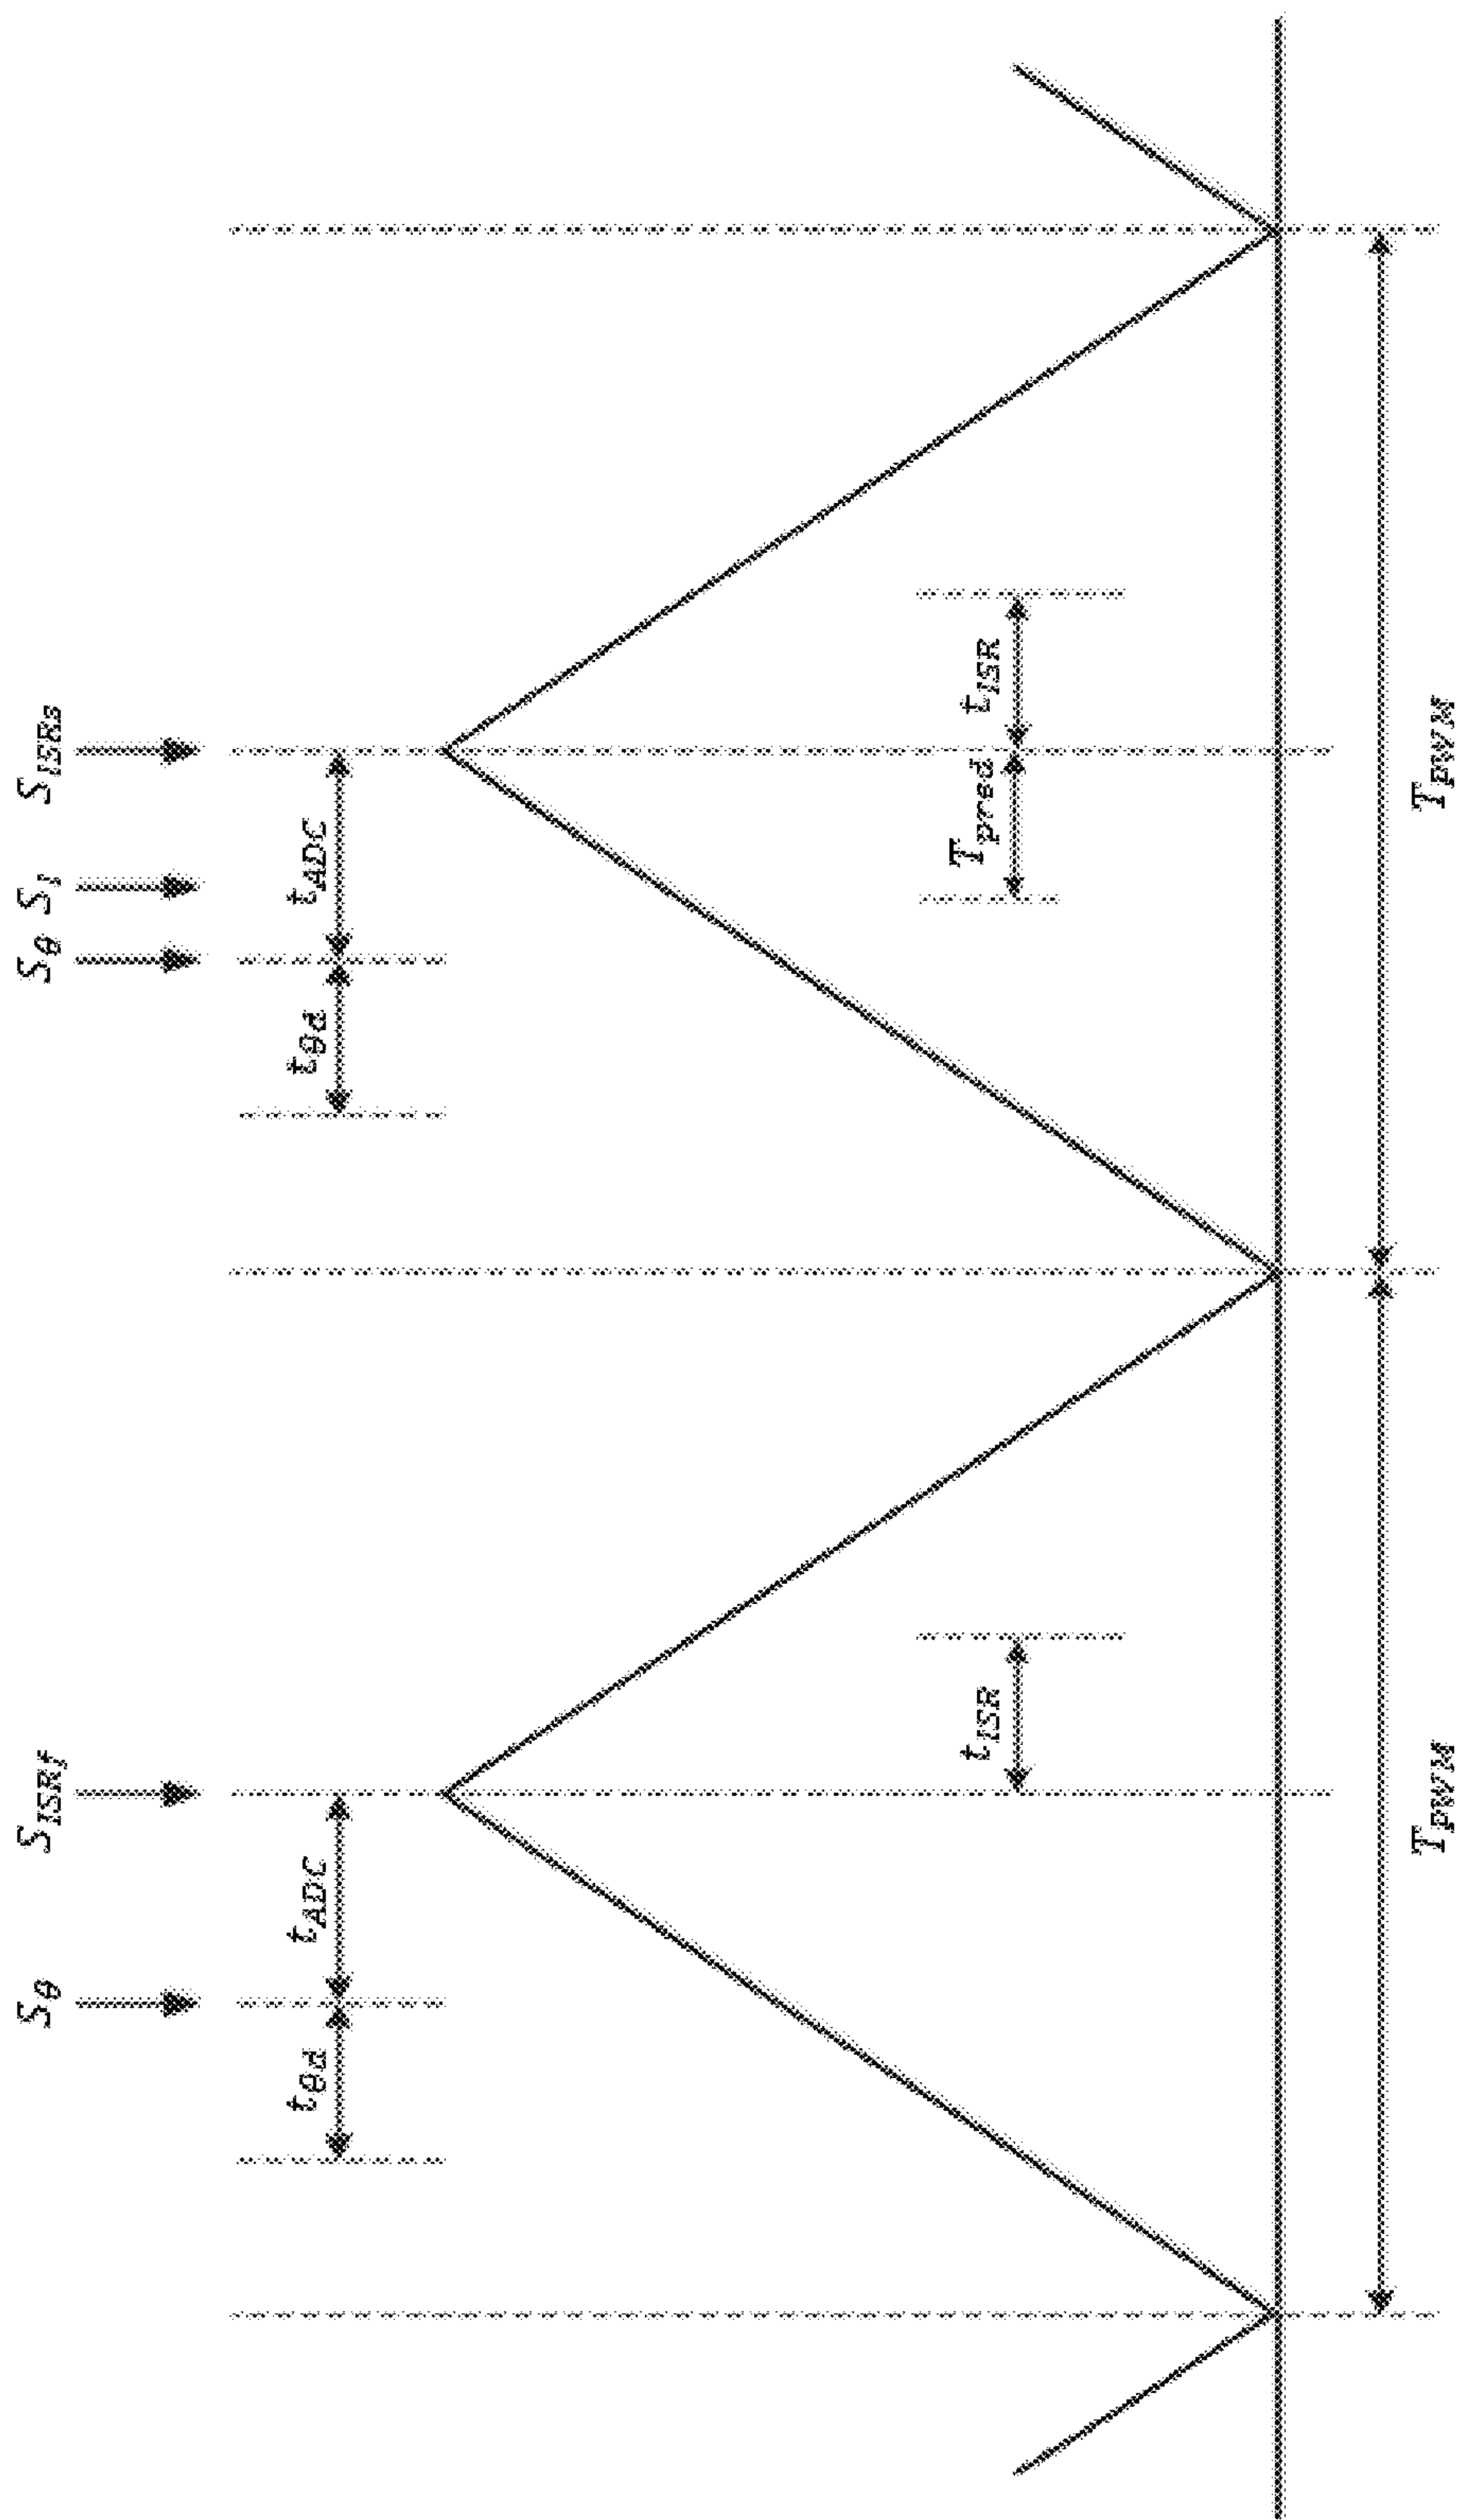 S_θ S_ISRf S_θ S_I S_ISRs
t_θd t_ADC t_θd t_ADC
t_ISR T_pred t_ISR
T_PWM T_PWM